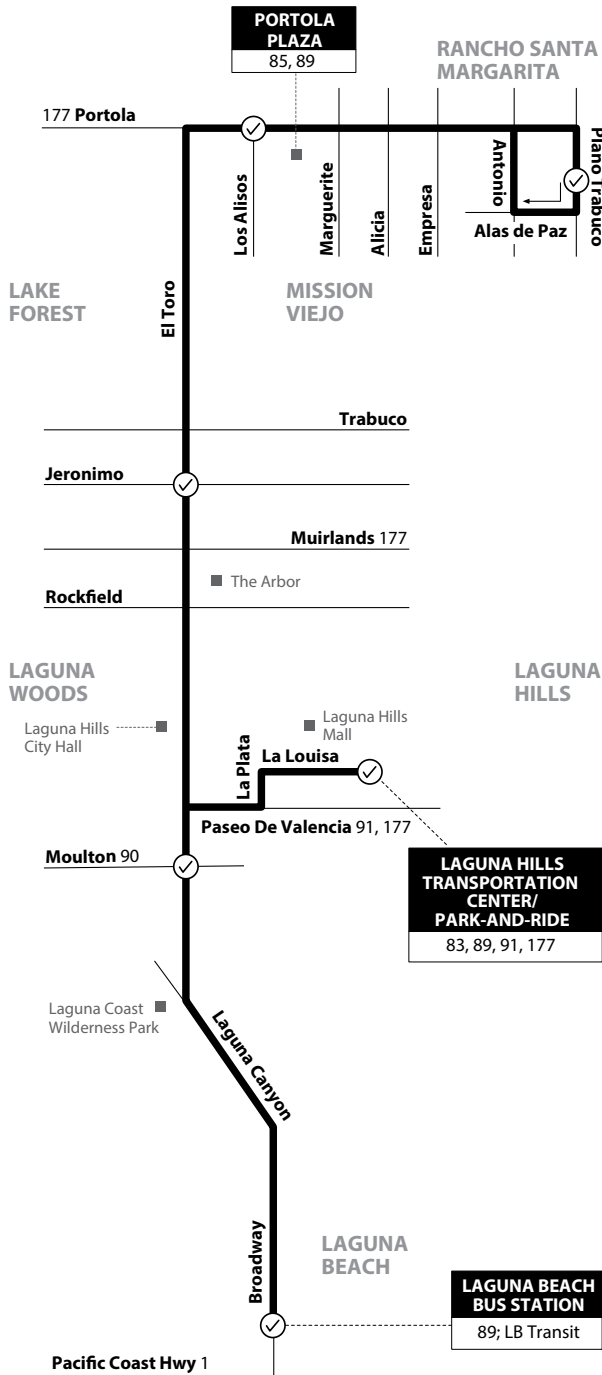 PORTOLA
PLAZA
85, 89
RANCHO SANTA
MARGARITA
177 Portola
Los Alisos
Marguerite
Alicia
Empresa
Antonio
Plano Trabuco
Alas de Paz
LAKE
FOREST
El Toro
MISSION
VIEJO
Trabuco
Jeronimo
Muirlands 177
The Arbor
Rockfield
LAGUNA
WOODS
LAGUNA
HILLS
Laguna Hills
City Hall
Laguna Hills
Mall
La Plata
La Louisa
Paseo De Valencia 91, 177
Moulton 90
LAGUNA HILLS
TRANSPORTATION
CENTER/
PARK-AND-RIDE
83, 89, 91, 177
Laguna Coast
Wilderness Park
Laguna Canyon
Broadway
LAGUNA
BEACH
LAGUNA BEACH
BUS STATION
89; LB Transit
Pacific Coast Hwy 1